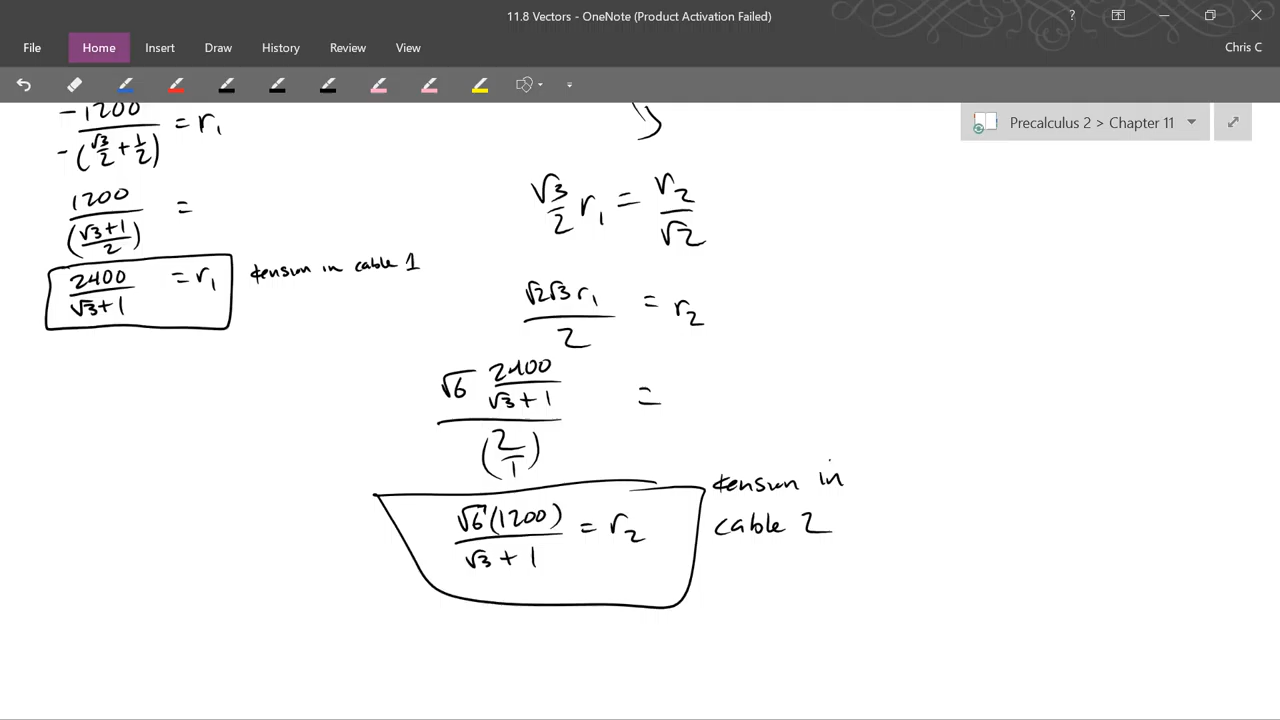 11.8 Vectors - OneNote (Product Activation Failed)
File Home Insert Draw History Review View
Chris C
Precalculus 2 > Chapter 11
-1200 / -(√3/2 + 1/2) = r₁
1200 / ((√3+1)/2) =
2400 / (√3+1) = r₁ tension in cable 1
√3/2 r₁ = r₂/√2
√2√3 r₁ / 2 = r₂
√6 2400/(√3+1) / (2/1) =
√6(1200) / (√3+1) = r₂
tension in
cable 2